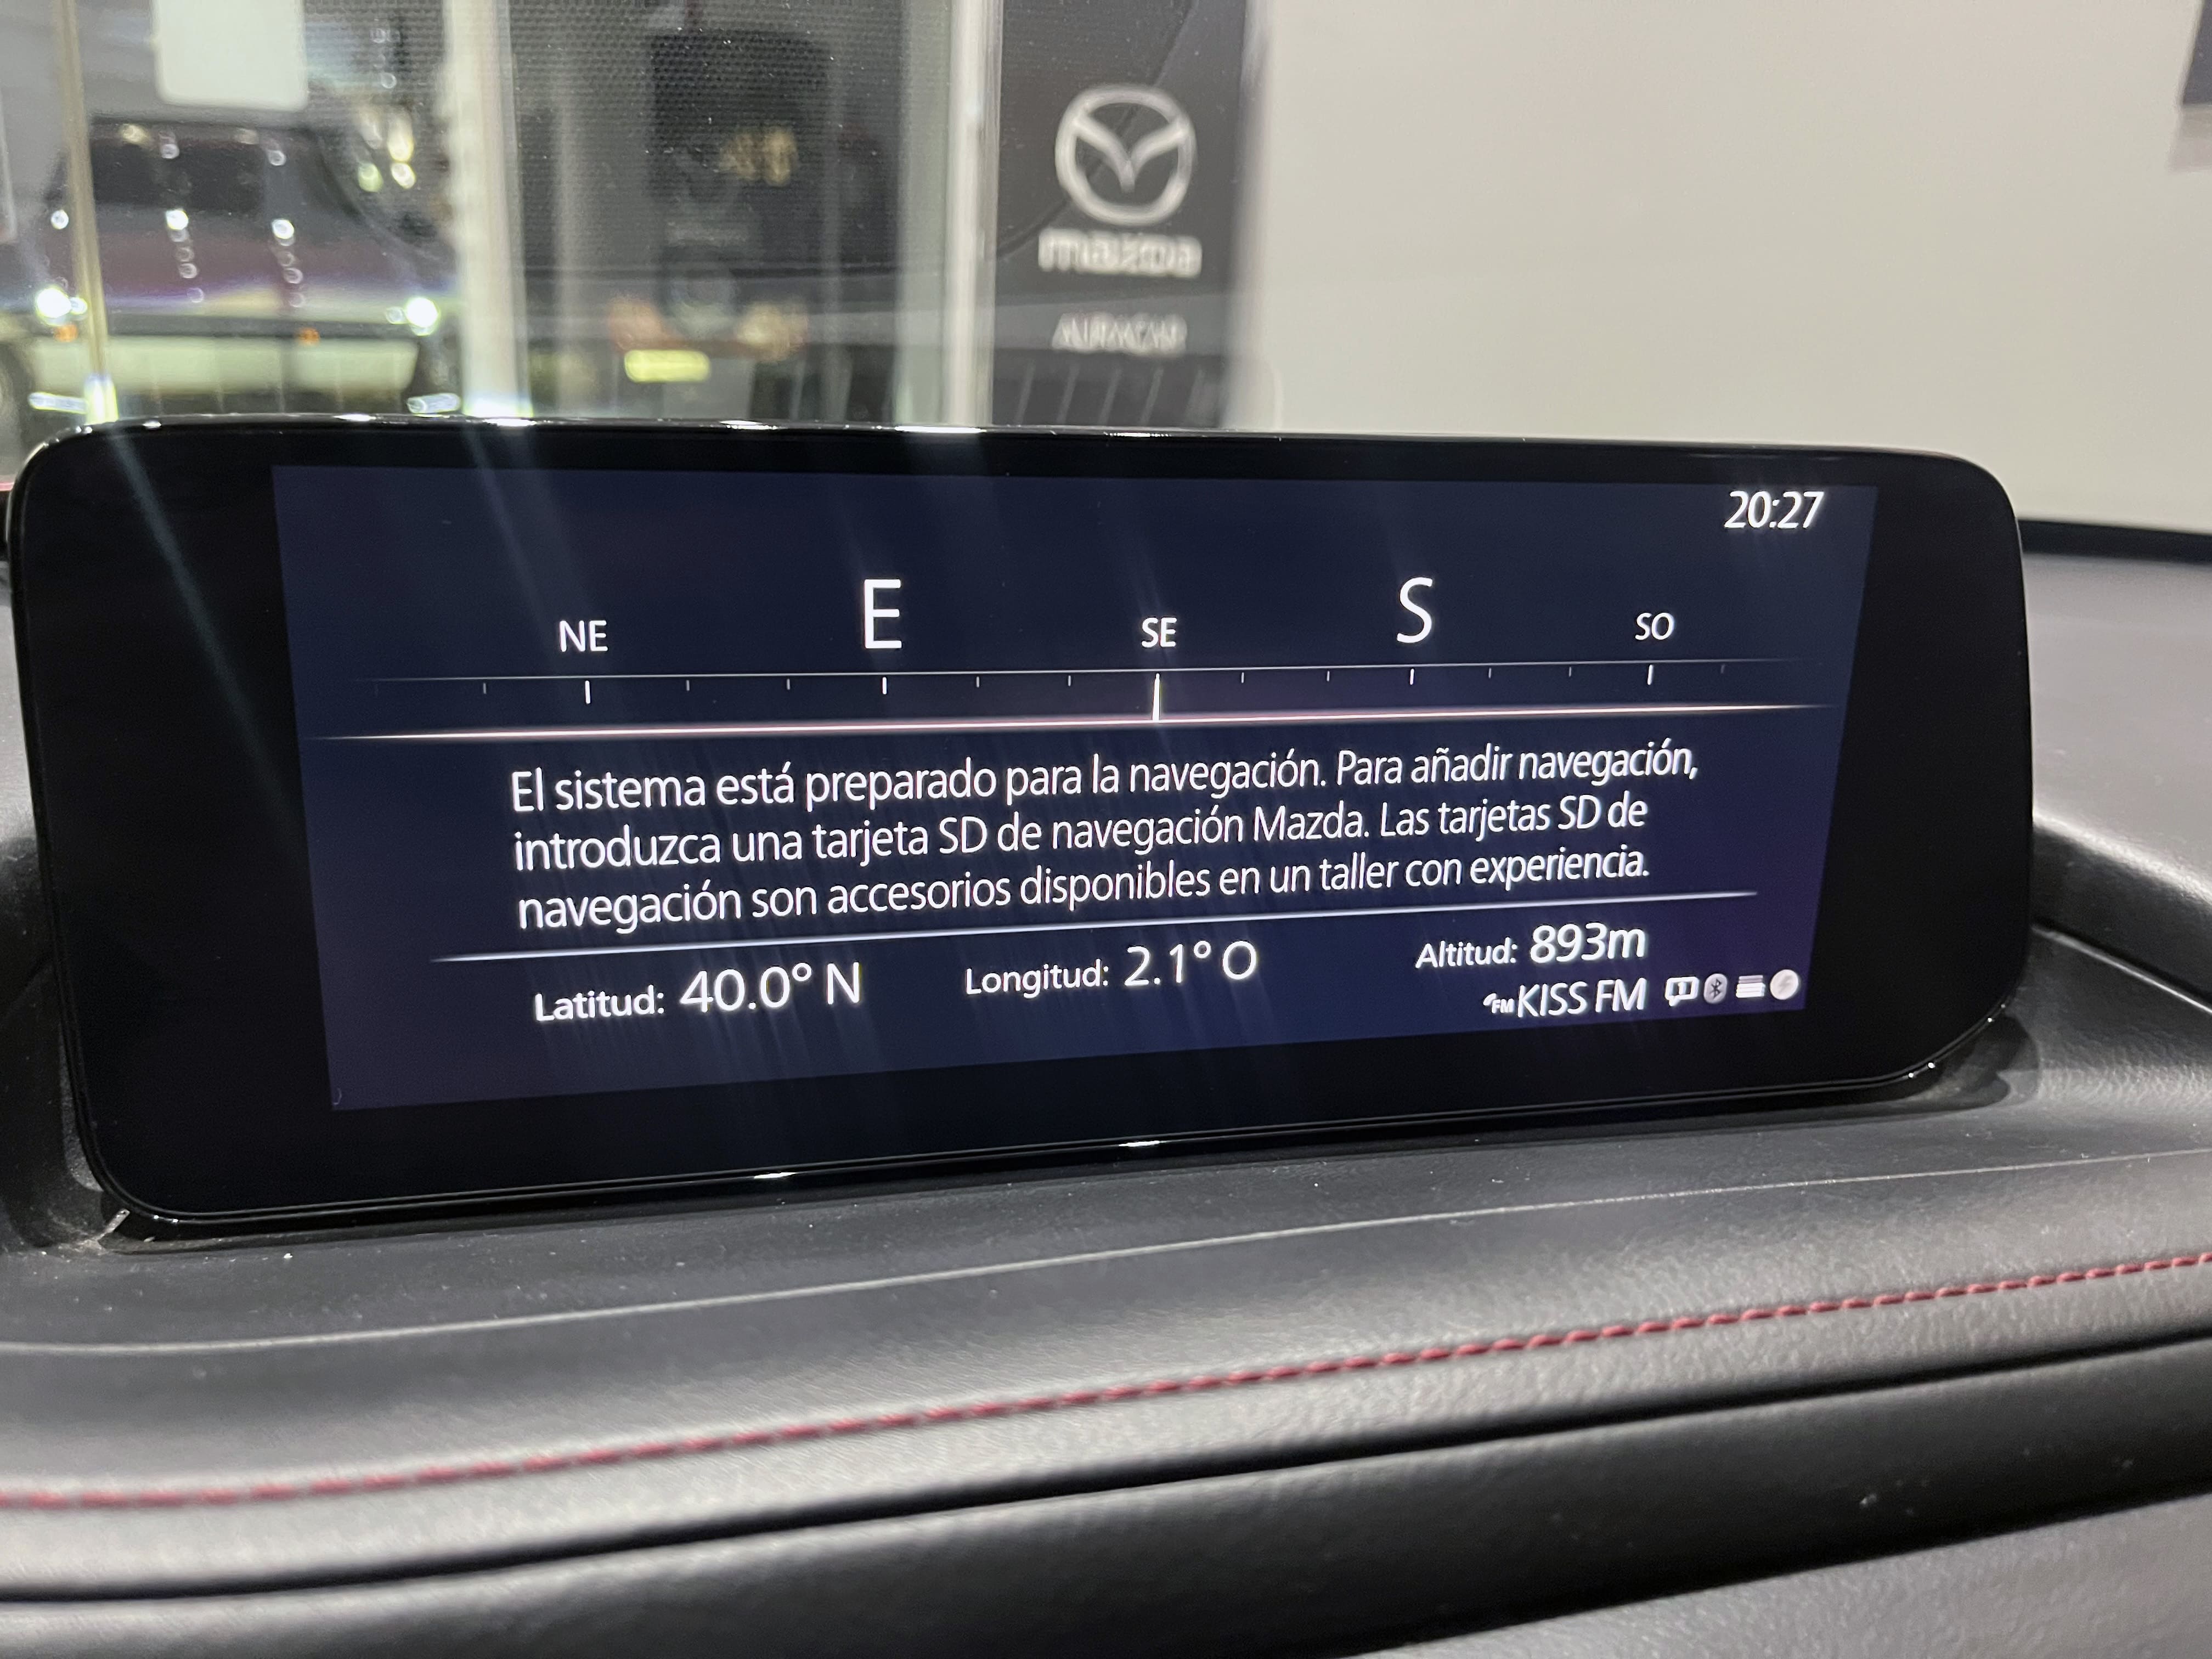 mazda
20:27
NE E SE S SO
El sistema está preparado para la navegación. Para añadir navegación,
introduzca una tarjeta SD de navegación Mazda. Las tarjetas SD de
navegación son accesorios disponibles en un taller con experiencia.
Latitud: 40.0° N Longitud: 2.1° O Altitud: 893m
FM KISS FM